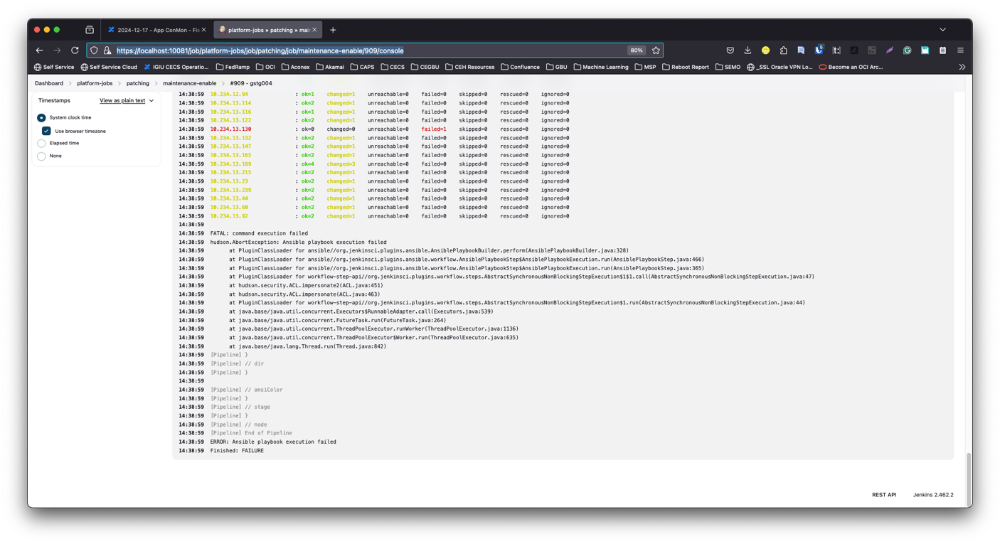 2024-12-17 - App ConMon - Fie
platform-jobs » patching » mai
https://localhost:10081/job/platform-jobs/job/patching/job/maintenance-enable/909/console
80%
5
Self Service Self Service Cloud IGIU CECS Operatio... FedRamp OCI Aconex Akamai CAPS CECS CEGBU CEH Resources Confluence GBU Machine Learning MSP Reboot Report SEMO _SSL Oracle VPN Lo... Become an OCI Arc...
Dashboard > platform-jobs > patching > maintenance-enable > #909 - gstg004
Timestamps View as plain text
System clock time
Use browser timezone
Elapsed time
None
14:38:59 10.234.12.94 : ok=1 changed=1 unreachable=0 failed=0 skipped=0 rescued=0 ignored=0
14:38:59 10.234.13.114 : ok=2 changed=1 unreachable=0 failed=0 skipped=0 rescued=0 ignored=0
14:38:59 10.234.13.116 : ok=1 changed=1 unreachable=0 failed=0 skipped=0 rescued=0 ignored=0
14:38:59 10.234.13.122 : ok=2 changed=1 unreachable=0 failed=0 skipped=0 rescued=0 ignored=0
14:38:59 10.234.13.130 : ok=0 changed=0 unreachable=0 failed=1 skipped=0 rescued=0 ignored=0
14:38:59 10.234.13.132 : ok=2 changed=1 unreachable=0 failed=0 skipped=0 rescued=0 ignored=0
14:38:59 10.234.13.147 : ok=2 changed=1 unreachable=0 failed=0 skipped=0 rescued=0 ignored=0
14:38:59 10.234.13.165 : ok=2 changed=1 unreachable=0 failed=0 skipped=0 rescued=0 ignored=0
14:38:59 10.234.13.189 : ok=4 changed=3 unreachable=0 failed=0 skipped=0 rescued=0 ignored=0
14:38:59 10.234.13.215 : ok=2 changed=1 unreachable=0 failed=0 skipped=0 rescued=0 ignored=0
14:38:59 10.234.13.23 : ok=2 changed=1 unreachable=0 failed=0 skipped=0 rescued=0 ignored=0
14:38:59 10.234.13.239 : ok=2 changed=1 unreachable=0 failed=0 skipped=0 rescued=0 ignored=0
14:38:59 10.234.13.44 : ok=2 changed=1 unreachable=0 failed=0 skipped=0 rescued=0 ignored=0
14:38:59 10.234.13.60 : ok=2 changed=1 unreachable=0 failed=0 skipped=0 rescued=0 ignored=0
14:38:59 10.234.13.92 : ok=2 changed=1 unreachable=0 failed=0 skipped=0 rescued=0 ignored=0
14:38:59
14:38:59 FATAL: command execution failed
14:38:59 hudson.AbortException: Ansible playbook execution failed
14:38:59 at PluginClassLoader for ansible//org.jenkinsci.plugins.ansible.AnsiblePlaybookBuilder.perform(AnsiblePlaybookBuilder.java:328)
14:38:59 at PluginClassLoader for ansible//org.jenkinsci.plugins.ansible.workflow.AnsiblePlaybookStep$AnsiblePlaybookExecution.run(AnsiblePlaybookStep.java:466)
14:38:59 at PluginClassLoader for ansible//org.jenkinsci.plugins.ansible.workflow.AnsiblePlaybookStep$AnsiblePlaybookExecution.run(AnsiblePlaybookStep.java:365)
14:38:59 at PluginClassLoader for workflow-step-api//org.jenkinsci.plugins.workflow.steps.AbstractSynchronousNonBlockingStepExecution$1$1.call(AbstractSynchronousNonBlockingStepExecution.java:47)
14:38:59 at hudson.security.ACL.impersonate2(ACL.java:451)
14:38:59 at hudson.security.ACL.impersonate(ACL.java:463)
14:38:59 at PluginClassLoader for workflow-step-api//org.jenkinsci.plugins.workflow.steps.AbstractSynchronousNonBlockingStepExecution$1.run(AbstractSynchronousNonBlockingStepExecution.java:44)
14:38:59 at java.base/java.util.concurrent.Executors$RunnableAdapter.call(Executors.java:539)
14:38:59 at java.base/java.util.concurrent.FutureTask.run(FutureTask.java:264)
14:38:59 at java.base/java.util.concurrent.ThreadPoolExecutor.runWorker(ThreadPoolExecutor.java:1136)
14:38:59 at java.base/java.util.concurrent.ThreadPoolExecutor$Worker.run(ThreadPoolExecutor.java:635)
14:38:59 at java.base/java.lang.Thread.run(Thread.java:842)
14:38:59 [Pipeline] }
14:38:59 [Pipeline] // dir
14:38:59 [Pipeline] }
14:38:59
14:38:59 [Pipeline] // ansiColor
14:38:59 [Pipeline] }
14:38:59 [Pipeline] // stage
14:38:59 [Pipeline] }
14:38:59 [Pipeline] // node
14:38:59 [Pipeline] End of Pipeline
14:38:59 ERROR: Ansible playbook execution failed
14:38:59 Finished: FAILURE
REST API Jenkins 2.462.2